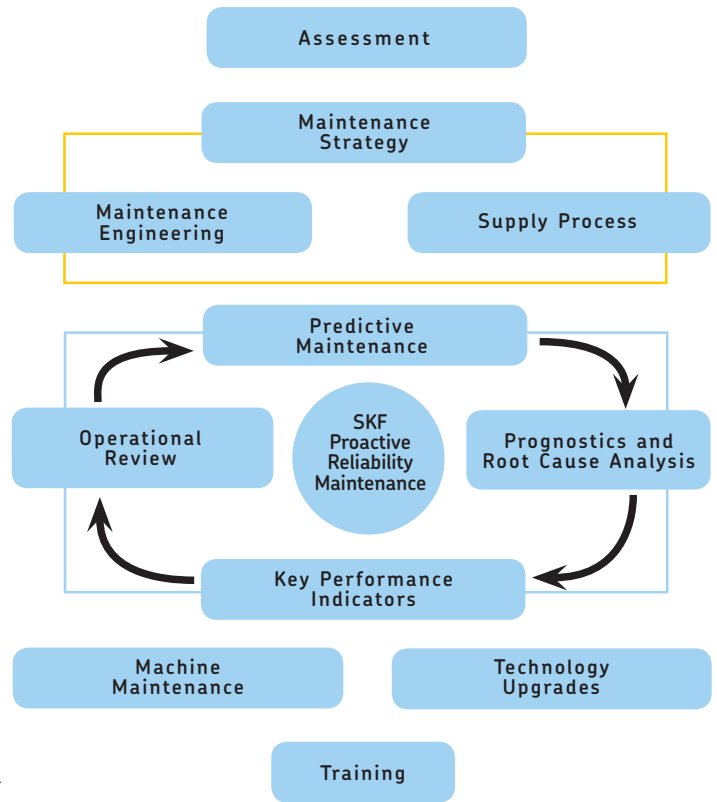 Assessment
Maintenance
Strategy
Maintenance
Engineering
Supply Process
Predictive
Maintenance
Operational
Review
SKF
Proactive
Reliability
Maintenance
Prognostics and
Root Cause Analysis
Key Performance
Indicators
Machine
Maintenance
Technology
Upgrades
Training